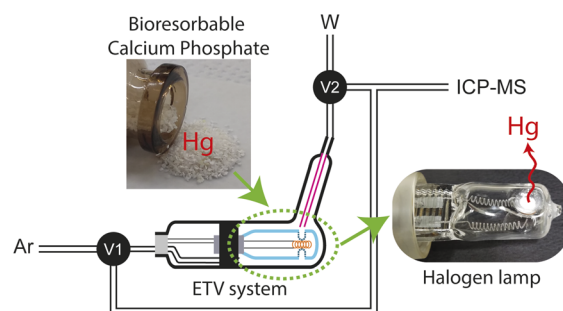 Bioresorbable
Calcium Phosphate
W
Hg
V2
ICP-MS
Hg
Ar
V1
ETV system
Halogen lamp